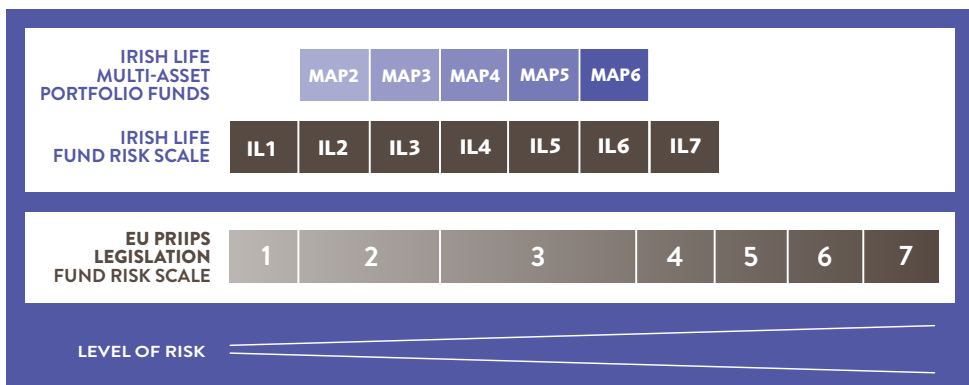 IRISH LIFE
MULTI-ASSET
PORTFOLIO FUNDS
MAP2 MAP3 MAP4 MAP5 MAP6
IRISH LIFE
FUND RISK SCALE
IL1 IL2 IL3 IL4 IL5 IL6 IL7
EU PRIIPS
LEGISLATION
FUND RISK SCALE
1 2 3 4 5 6 7
LEVEL OF RISK